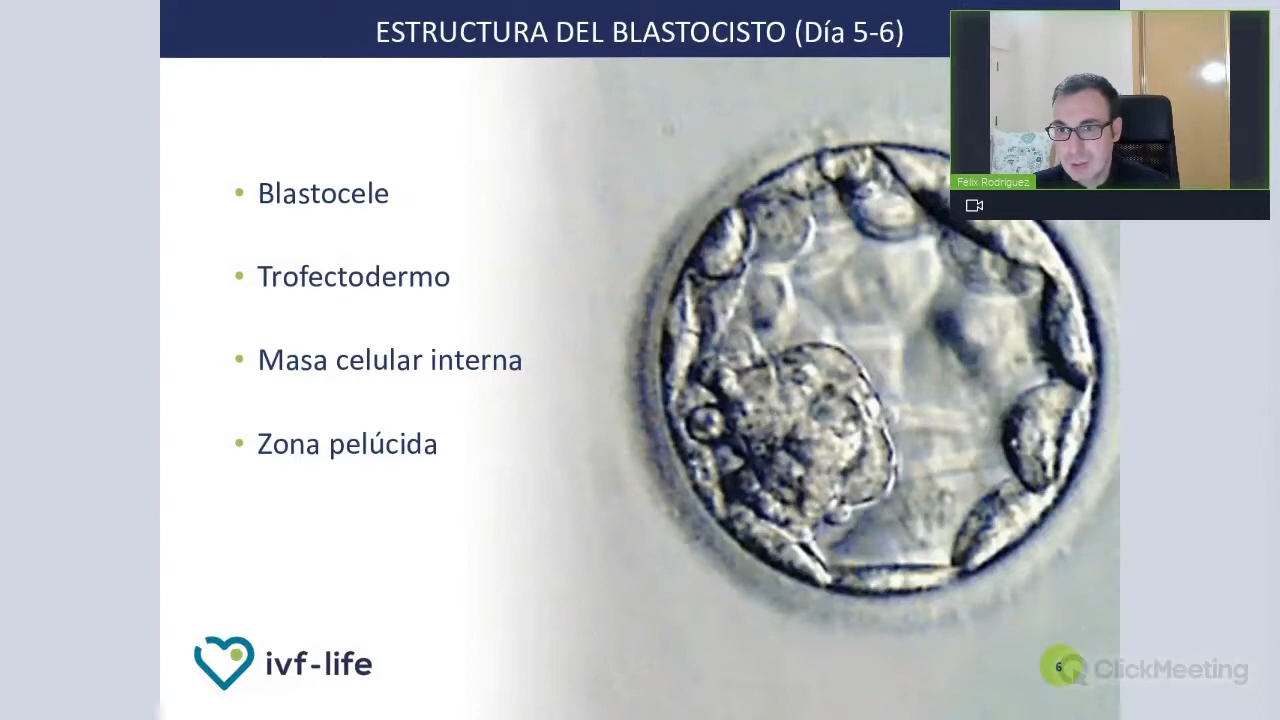 ESTRUCTURA DEL BLASTOCISTO (Día 5-6)
Félix Rodríguez
• Blastocele
• Trofectodermo
• Masa celular interna
• Zona pelúcida
ivf-life
6
ClickMeeting